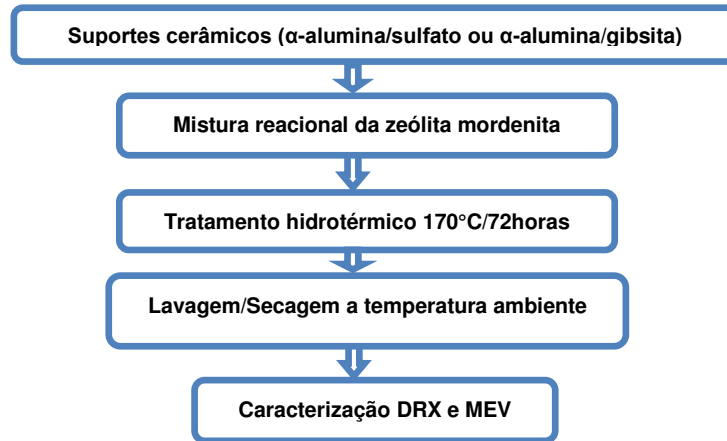 Suportes cerâmicos (α-alumina/sulfato ou α-alumina/gibsita)
Mistura reacional da zeólita mordenita
Tratamento hidrotérmico 170°C/72horas
Lavagem/Secagem a temperatura ambiente
Caracterização DRX e MEV